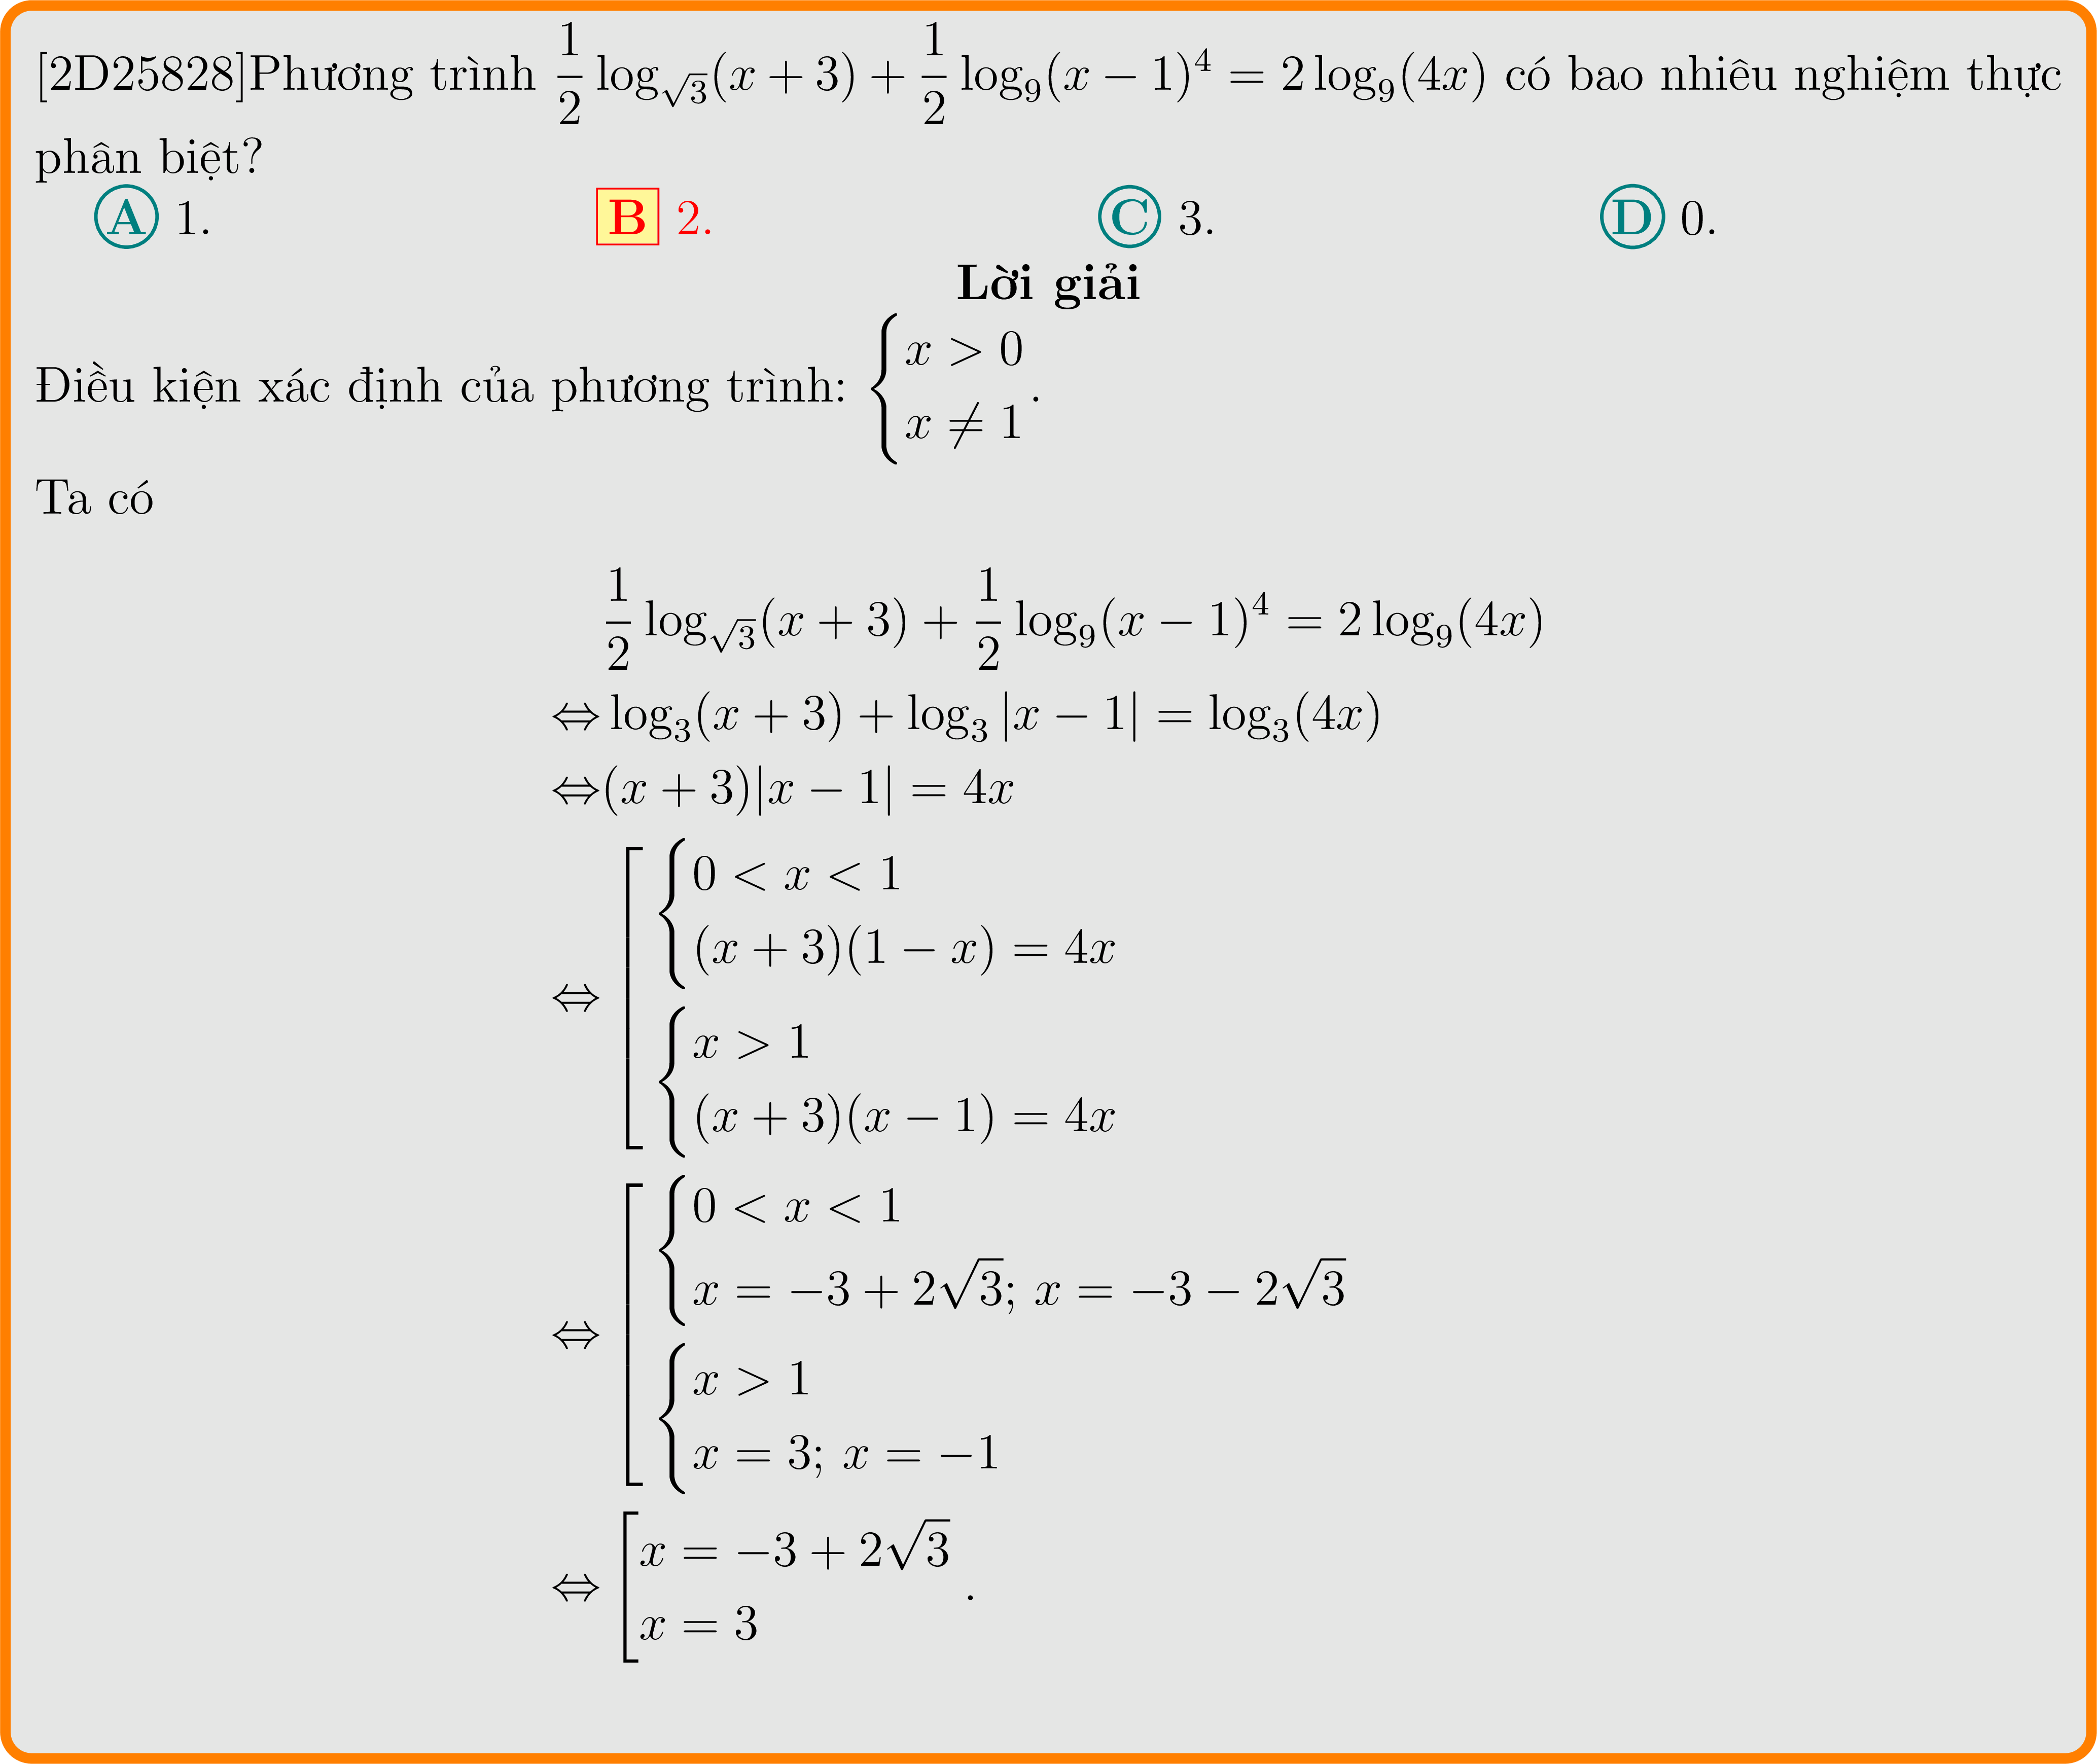 [2D25828]Phương trình $\dfrac{1}{2}\log_{\sqrt{3}}(x+3)+\dfrac{1}{2}\log_9(x-1)^4=2\log_9(4x)$ có bao nhiêu nghiệm thực
phân biệt?
A 1. B 2. C 3. D 0.
Lời giải
Điều kiện xác định của phương trình: $\begin{cases}x>0\\x\neq 1\end{cases}$.
Ta có
$\dfrac{1}{2}\log_{\sqrt{3}}(x+3)+\dfrac{1}{2}\log_9(x-1)^4=2\log_9(4x)$
$\Leftrightarrow \log_3(x+3)+\log_3|x-1|=\log_3(4x)$
$\Leftrightarrow (x+3)|x-1|=4x$
$\Leftrightarrow \left[\begin{array}{l}\begin{cases}0<x<1\\(x+3)(1-x)=4x\end{cases}\\\begin{cases}x>1\\(x+3)(x-1)=4x\end{cases}\end{array}\right.$
$\Leftrightarrow \left[\begin{array}{l}\begin{cases}0<x<1\\x=-3+2\sqrt{3};\ x=-3-2\sqrt{3}\end{cases}\\\begin{cases}x>1\\x=3;\ x=-1\end{cases}\end{array}\right.$
$\Leftrightarrow \left[\begin{array}{l}x=-3+2\sqrt{3}\\x=3\end{array}\right.$.